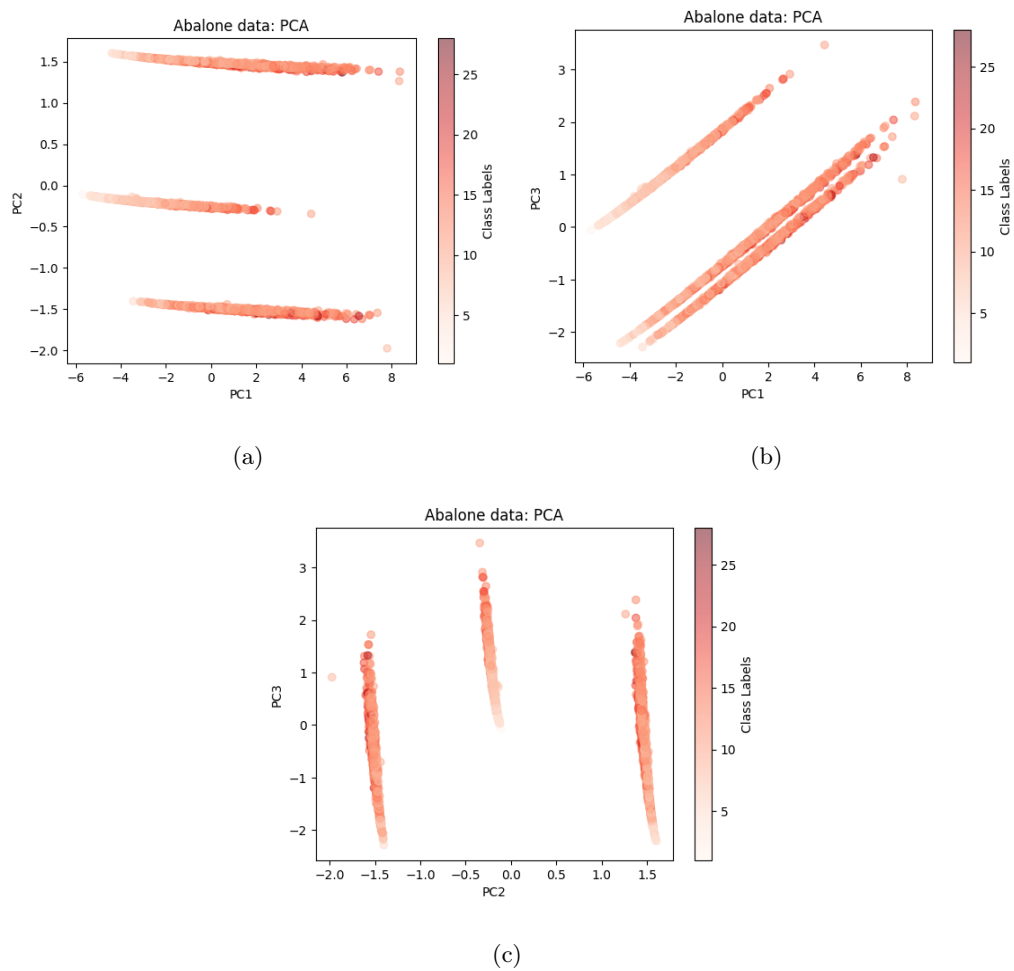 Abalone data: PCA
1.5
1.0
0.5
0.0
−0.5
−1.0
−1.5
−2.0
PC2
−6 −4 −2 0 2 4 6 8
PC1
25
20
15
10
5
Class Labels
(a)
Abalone data: PCA
3
2
1
0
−1
−2
PC3
−6 −4 −2 0 2 4 6 8
PC1
25
20
15
10
5
Class Labels
(b)
Abalone data: PCA
3
2
1
0
−1
−2
PC3
−2.0 −1.5 −1.0 −0.5 0.0 0.5 1.0 1.5
PC2
25
20
15
10
5
Class Labels
(c)